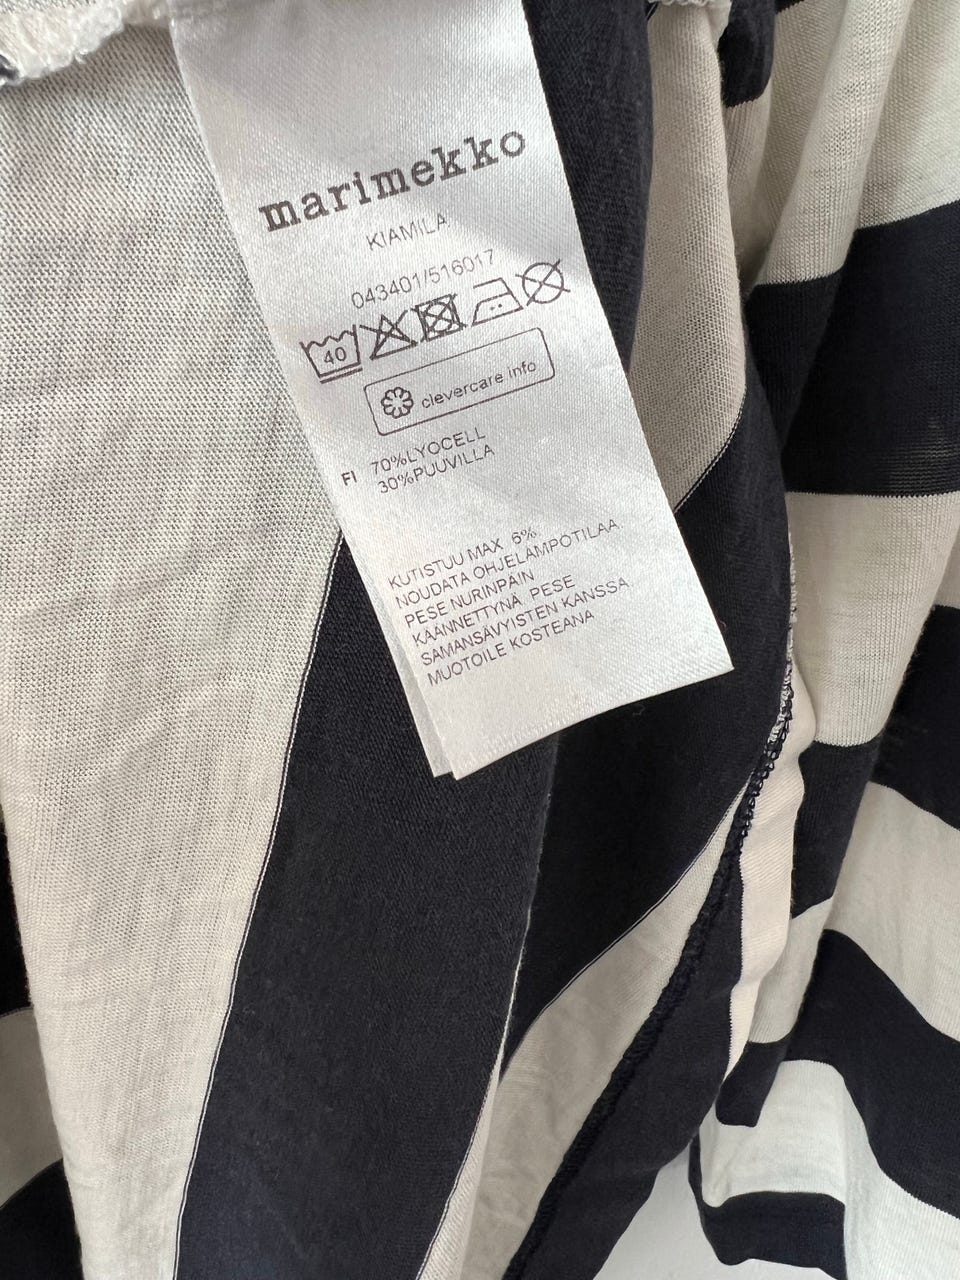 marimekko
KIAMILA
043401/516017
40
clevercare info
FI 70%LYOCELL
30%PUUVILLA
KUTISTUU MAX 6%
NOUDATA OHJELÄMPÖTILAA.
PESE NURINPÄIN
KÄÄNNETTYNÄ. PESE
SAMANSÄVYISTEN KANSSA.
MUOTOILE KOSTEANA